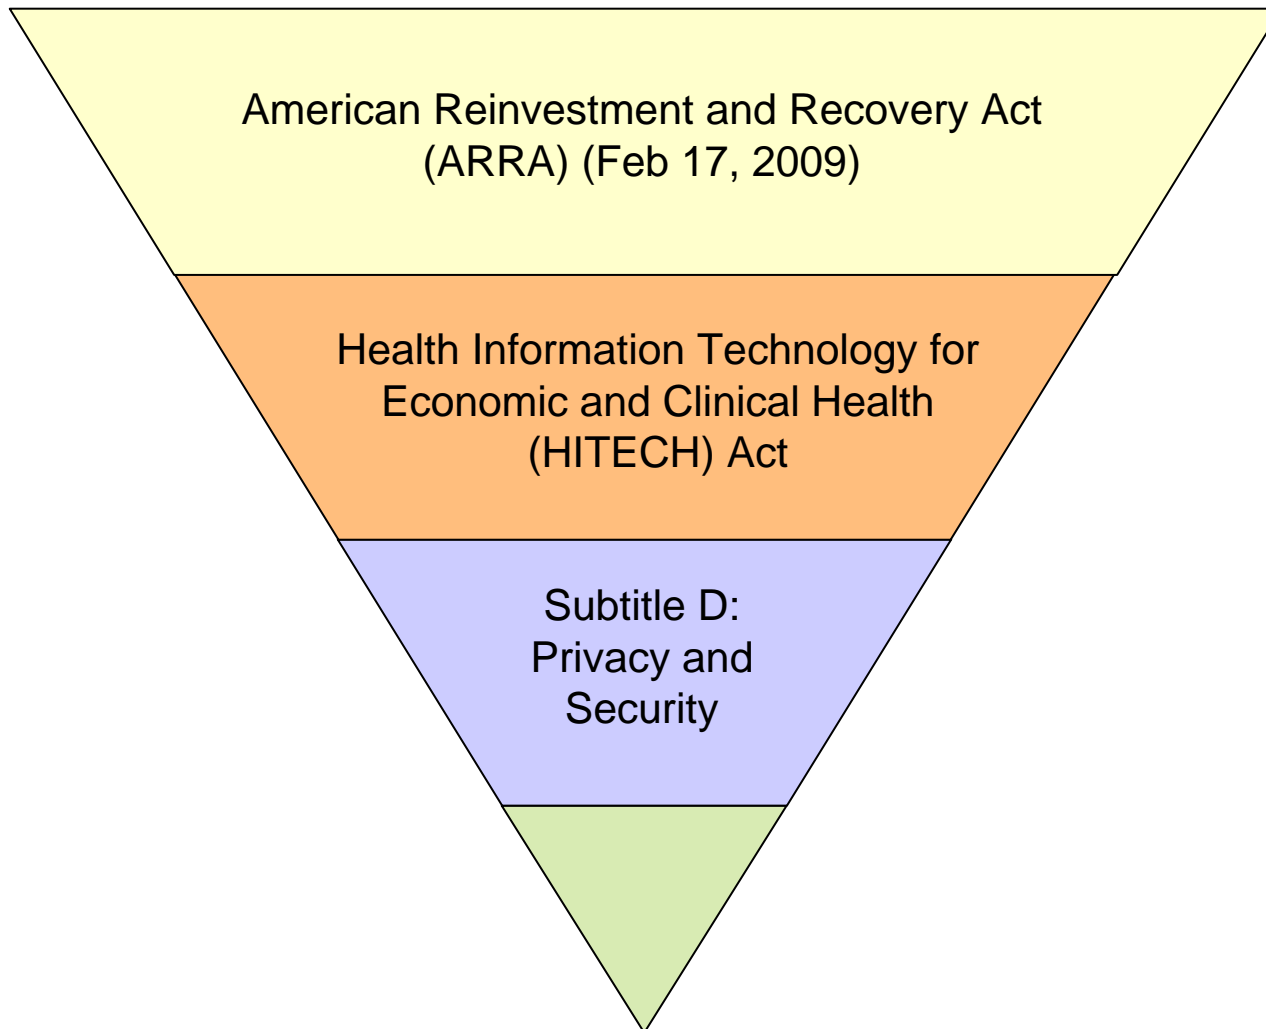 American Reinvestment and Recovery Act
(ARRA) (Feb 17, 2009)
Health Information Technology for
Economic and Clinical Health
(HITECH) Act
Subtitle D:
Privacy and
Security